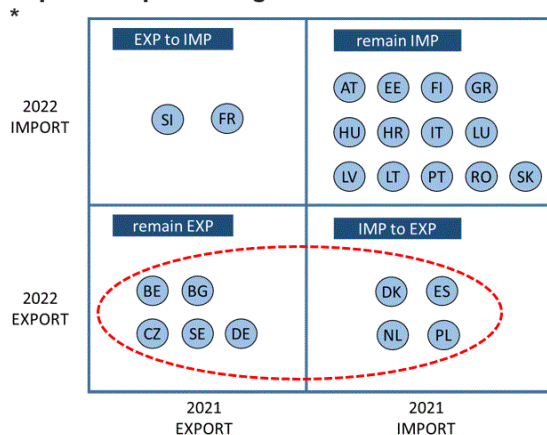 *
EXP to IMP
remain IMP
2022
IMPORT
SI FR
AT EE FI GR
HU HR IT LU
LV LT PT RO SK
remain EXP
IMP to EXP
2022
EXPORT
BE BG
CZ SE DE
DK ES
NL PL
2021
EXPORT
2021
IMPORT